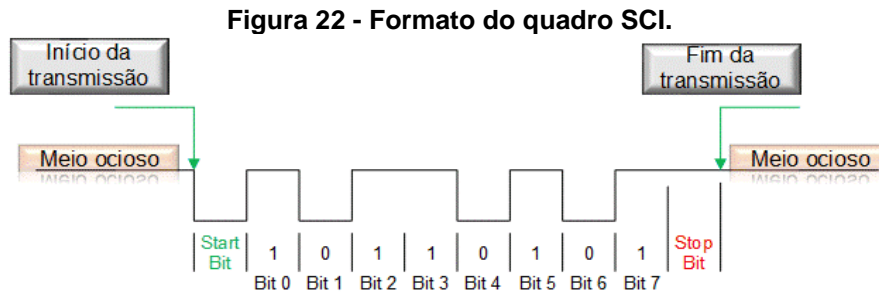 Figura 22 - Formato do quadro SCI.
Início da
transmissão
Fim da
transmissão
Meio ocioso
Meio ocioso
Start
Bit
1 0 1 1 0 1 0 1
Stop
Bit
Bit 0 Bit 1 Bit 2 Bit 3 Bit 4 Bit 5 Bit 6 Bit 7